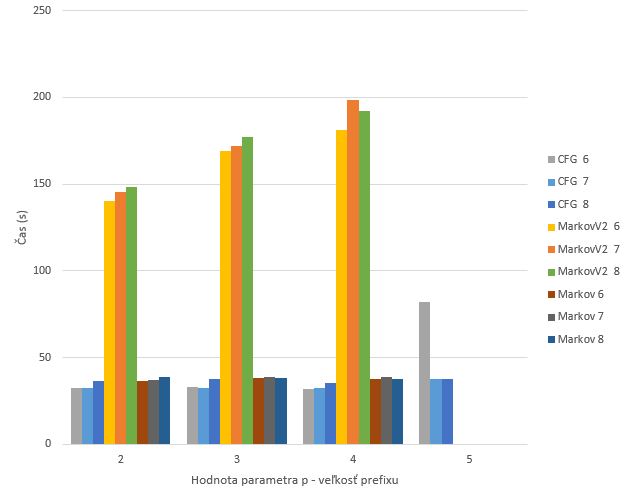 250
200
150
100
50
0
Čas (s)
2
3
4
5
Hodnota parametra p - veľkosť prefixu
CFG 6
CFG 7
CFG 8
MarkovV2 6
MarkovV2 7
MarkovV2 8
Markov 6
Markov 7
Markov 8